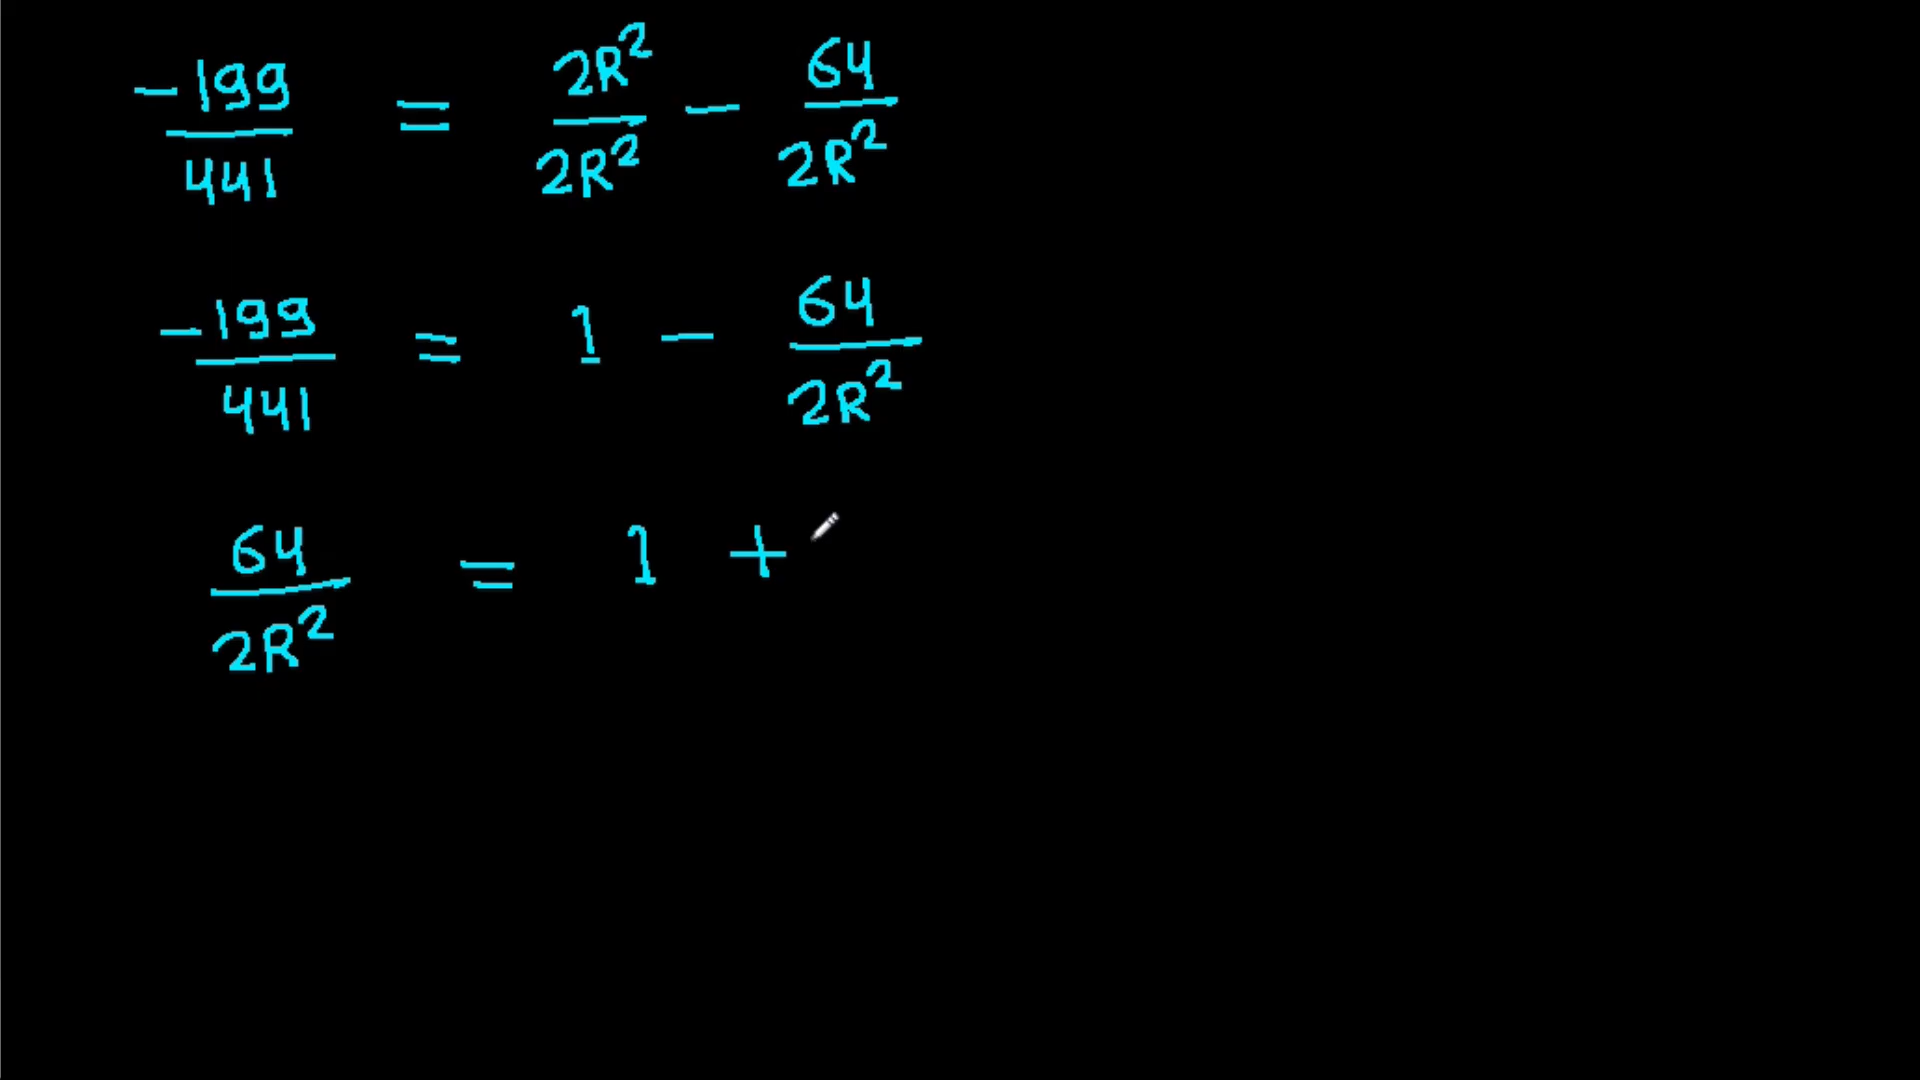 -199/441 = 2R²/2R² - 64/2R²
-199/441 = 1 - 64/2R²
64/2R² = 1 +